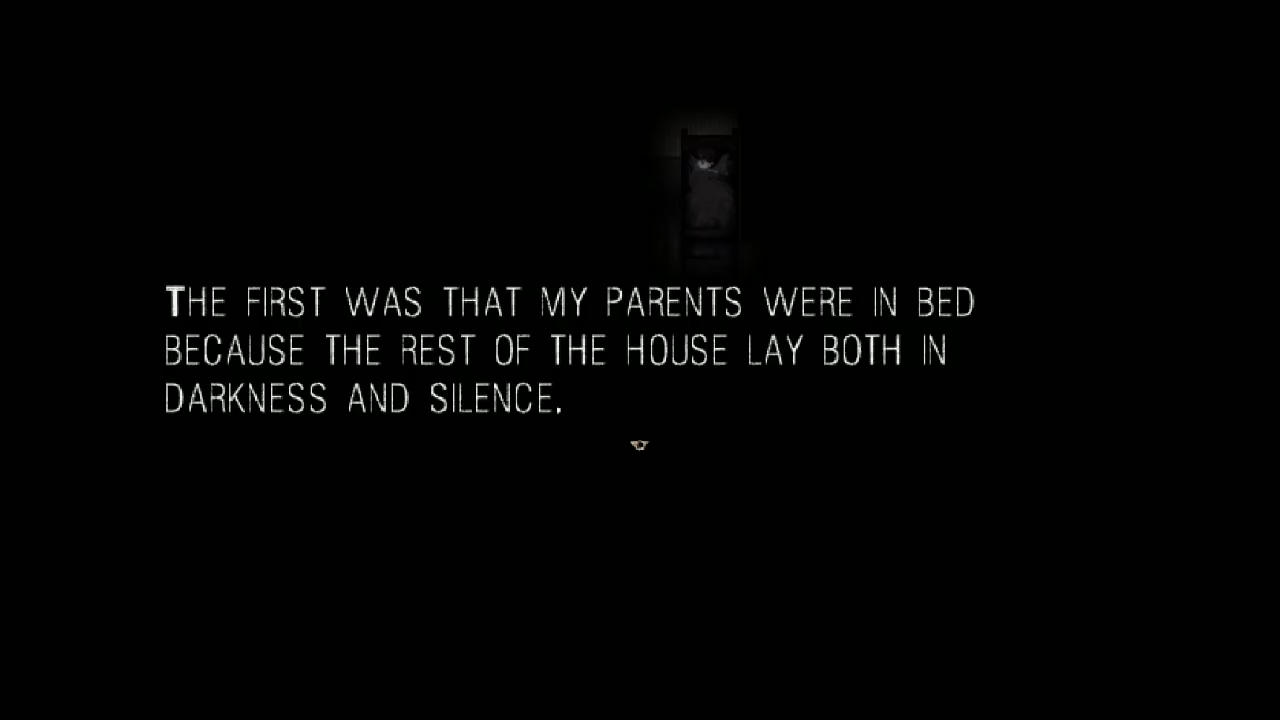 THE FIRST WAS THAT MY PARENTS WERE IN BED
BECAUSE THE REST OF THE HOUSE LAY BOTH IN
DARKNESS AND SILENCE.